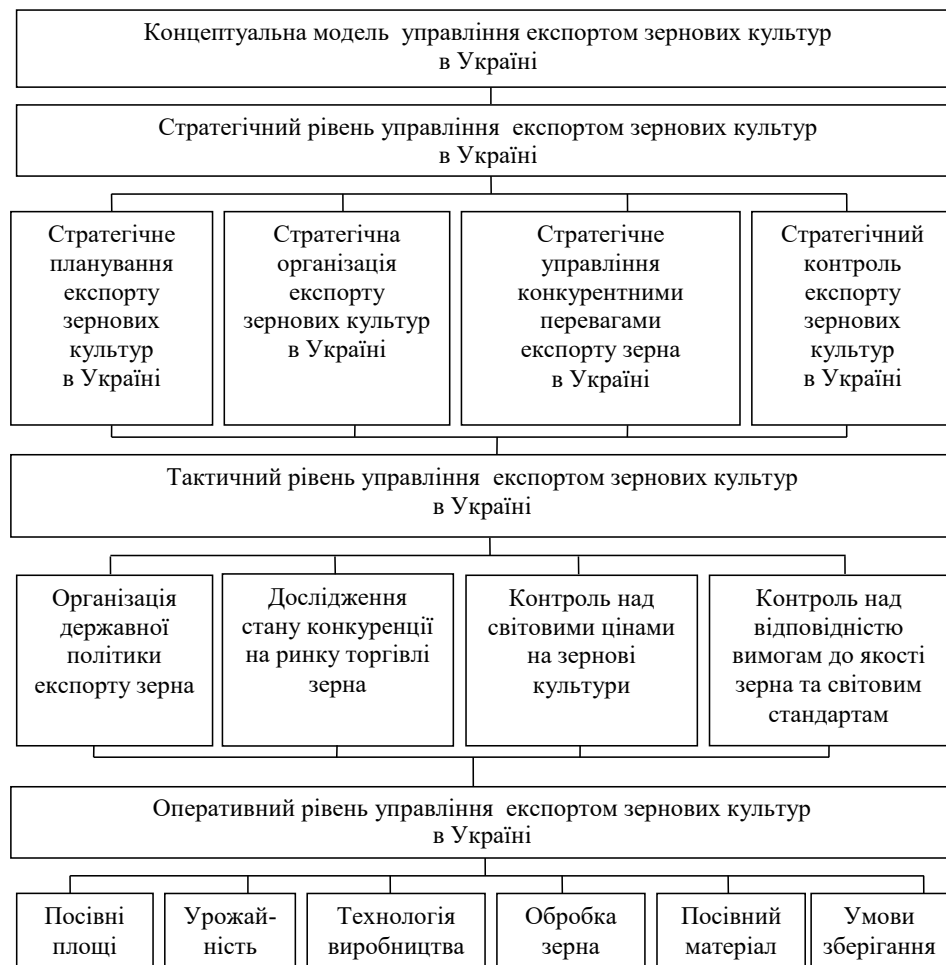 Концептуальна модель управління експортом зернових культур
в Україні
Стратегічний рівень управління експортом зернових культур
в Україні
Стратегічне
планування
експорту
зернових
культур
в Україні
Стратегічна
організація
експорту
зернових культур
в Україні
Стратегічне
управління
конкурентними
перевагами
експорту зерна
в Україні
Стратегічний
контроль
експорту
зернових
культур
в Україні
Тактичний рівень управління експортом зернових культур
в Україні
Організація
державної
політики
експорту зерна
Дослідження
стану конкуренції
на ринку торгівлі
зерна
Контроль над
світовими цінами
на зернові
культури
Контроль над
відповідністю
вимогам до якості
зерна та світовим
стандартам
Оперативний рівень управління експортом зернових культур
в Україні
Посівні
площі
Урожай-
ність
Технологія
виробництва
Обробка
зерна
Посівний
матеріал
Умови
зберігання